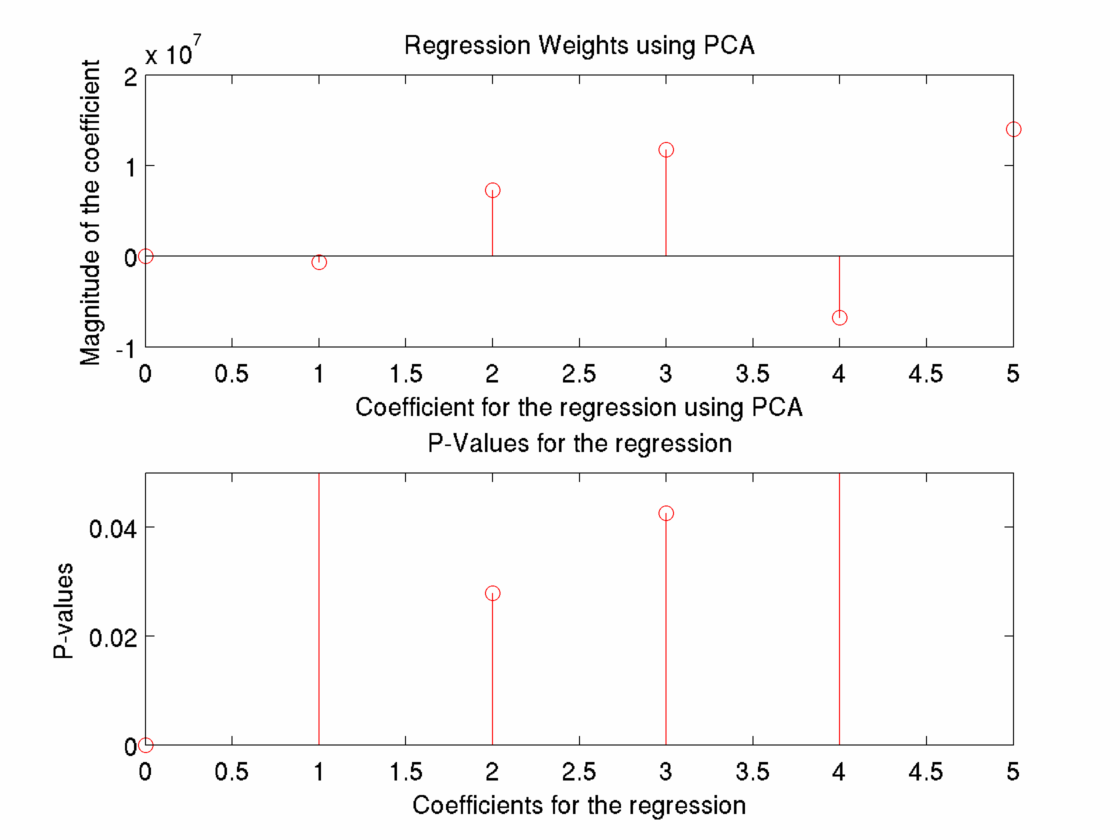 Regression Weights using PCA
x 10^7
Magnitude of the coefficient
2
1
0
-1
0 0.5 1 1.5 2 2.5 3 3.5 4 4.5 5
Coefficient for the regression using PCA
P-Values for the regression
P-values
0.04
0.02
0
0 0.5 1 1.5 2 2.5 3 3.5 4 4.5 5
Coefficients for the regression